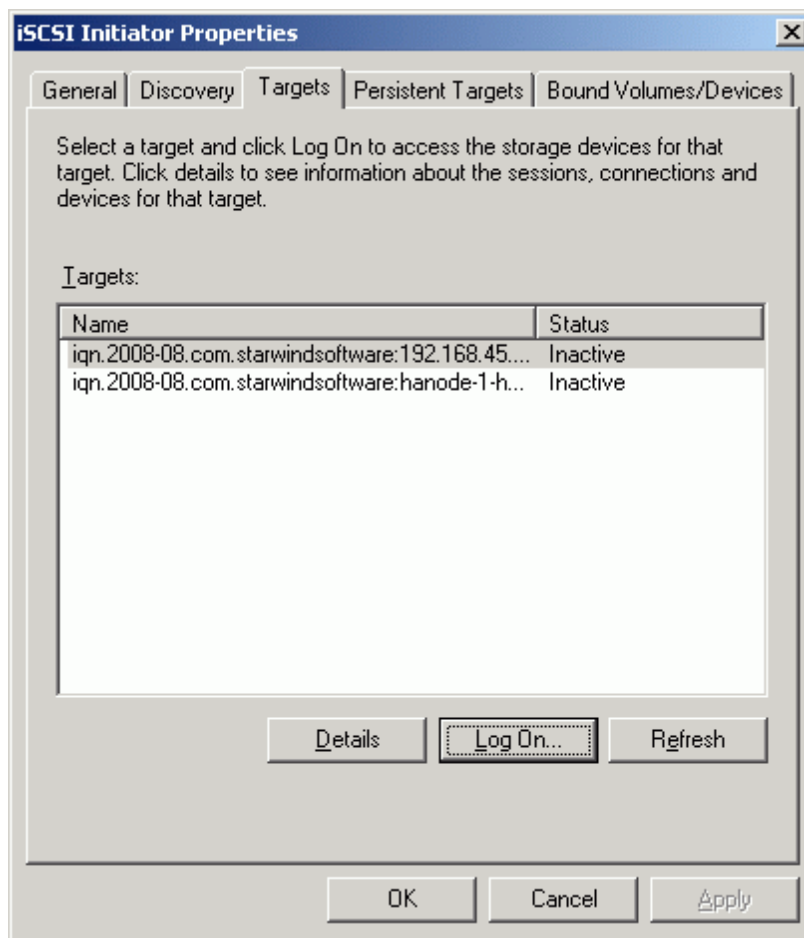 iSCSI Initiator Properties
General Discovery Targets Persistent Targets Bound Volumes/Devices
Select a target and click Log On to access the storage devices for that
target. Click details to see information about the sessions, connections and
devices for that target.
Targets:
Name Status
iqn.2008-08.com.starwindsoftware:192.168.45.... Inactive
iqn.2008-08.com.starwindsoftware:hanode-1-h... Inactive
Details Log On... Refresh
OK Cancel Apply